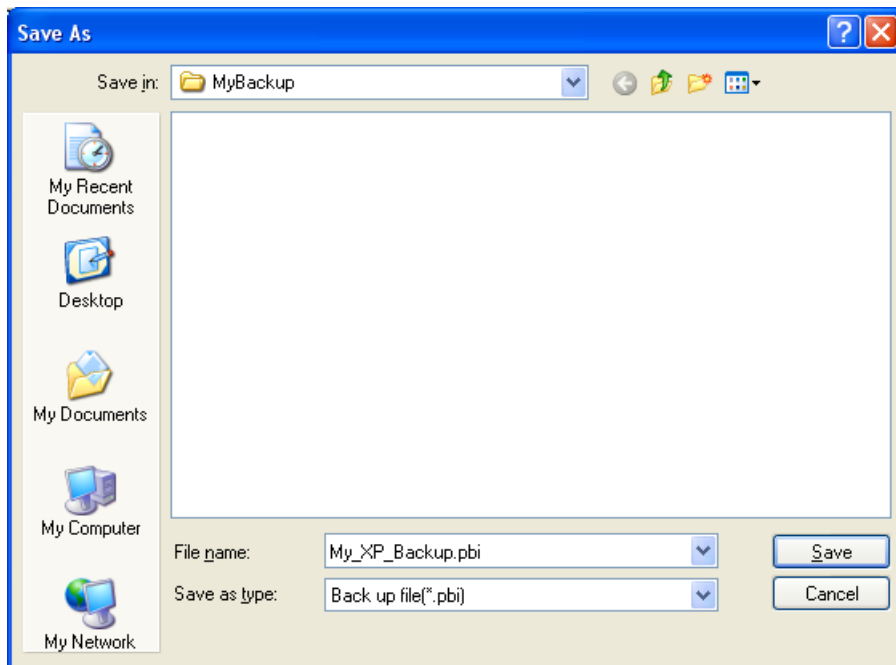 Save As
Save in:
MyBackup
My Recent
Documents
Desktop
My Documents
My Computer
My Network
File name:
My_XP_Backup.pbi
Save
Save as type:
Back up file(*.pbi)
Cancel